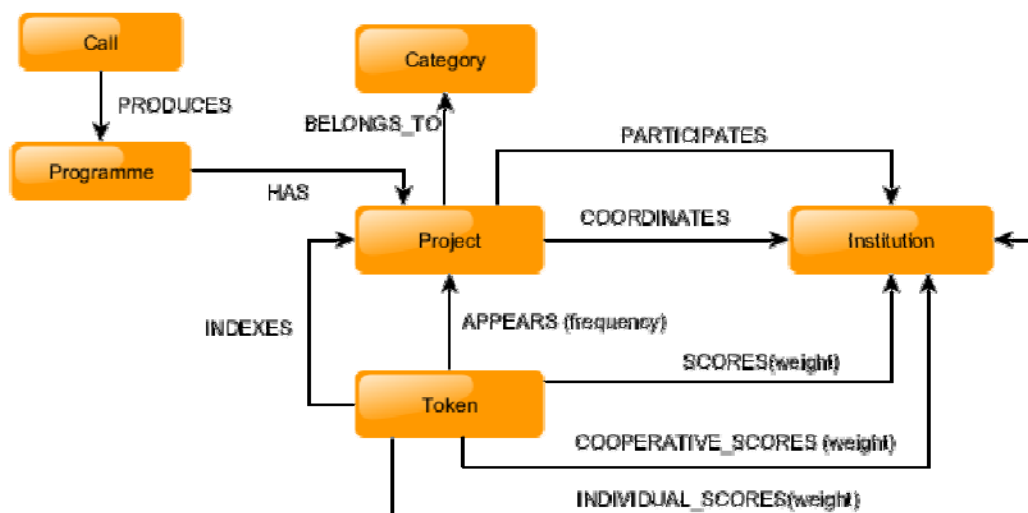 Call
Category
PRODUCES
BELONGS_TO
PARTICIPATES
Programme
HAS
COORDINATES
Project
Institution
INDEXES
APPEARS (frequency)
SCORES(weight)
Token
COOPERATIVE_SCORES (weight)
INDIVIDUAL_SCORES(weight)